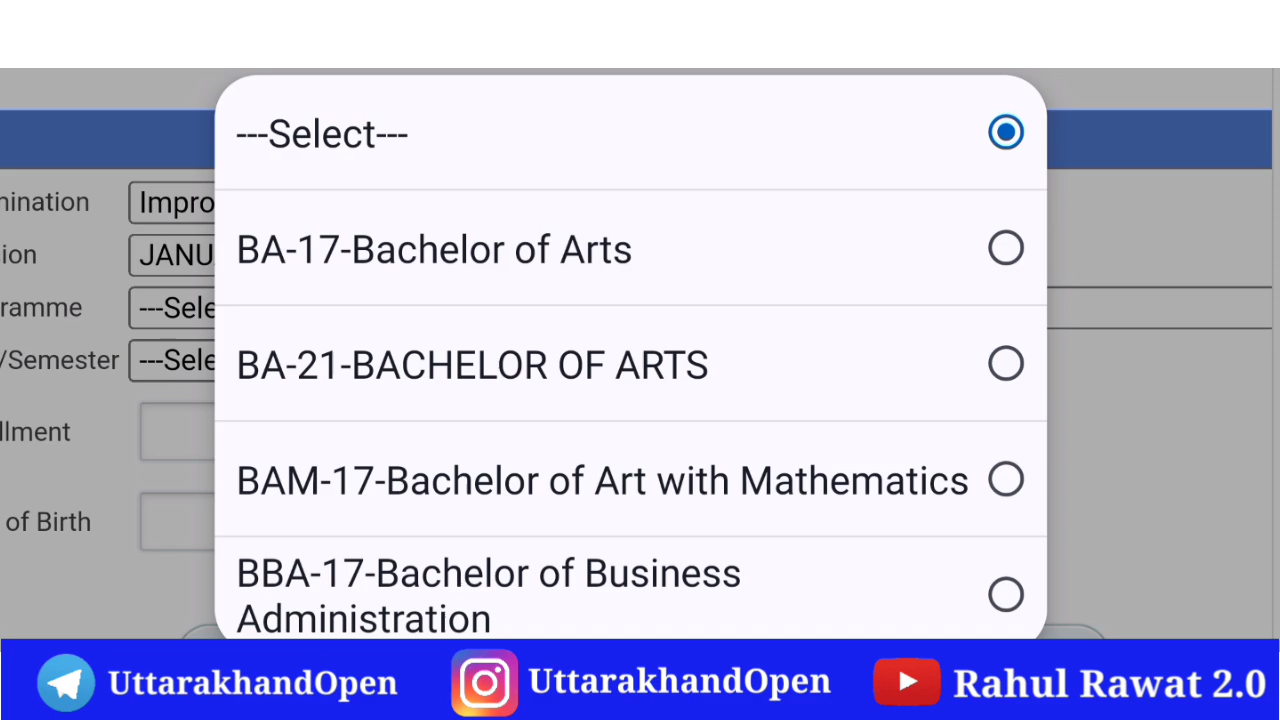 ---Select---
BA-17-Bachelor of Arts
BA-21-BACHELOR OF ARTS
BAM-17-Bachelor of Art with Mathematics
BBA-17-Bachelor of Business
Administration
mination Impro
ion JANU
ramme ---Sele
/Semester ---Sele
llment
of Birth
UttarakhandOpen UttarakhandOpen Rahul Rawat 2.0